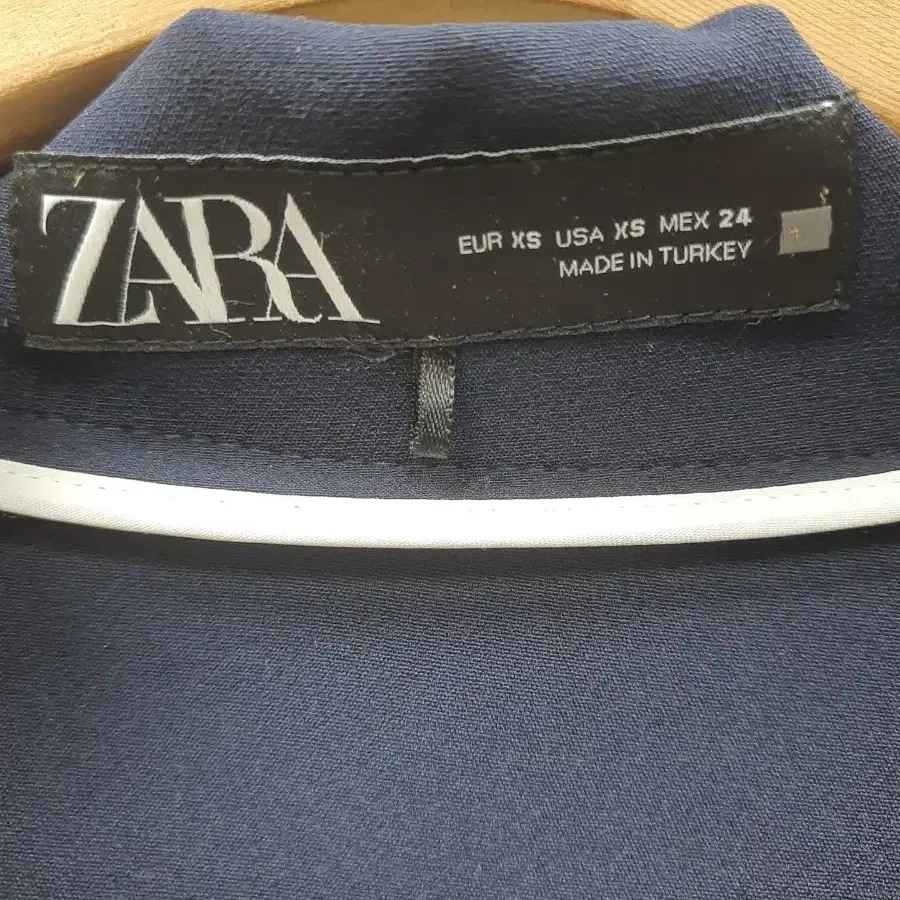 ZARA
EUR XS USA XS MEX 24
MADE IN TURKEY